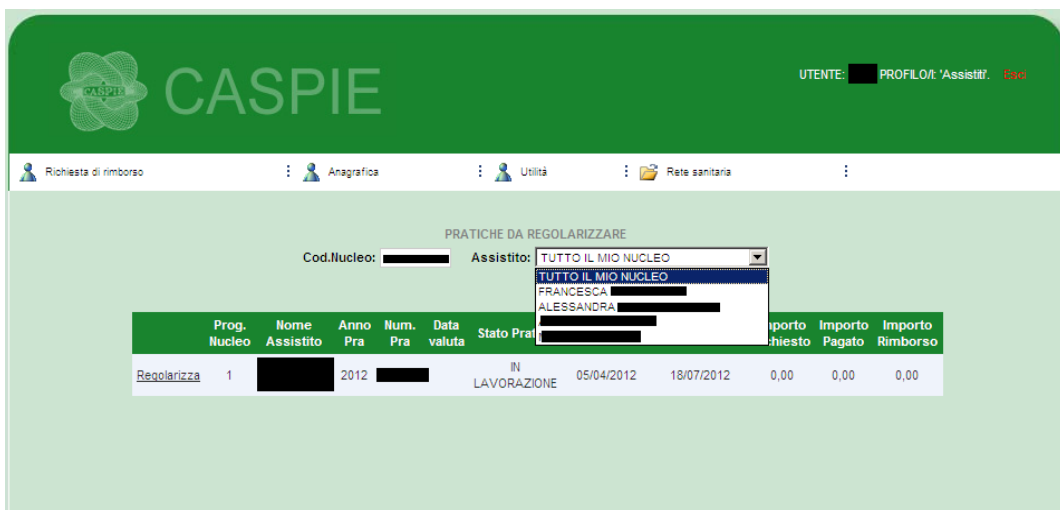 CASPIE
CASPIE
UTENTE: PROFILO/I: 'Assistiti'. Esci
Richiesta di rimborso
Anagrafica
Utilità
Rete sanitaria
PRATICHE DA REGOLARIZZARE
Cod.Nucleo: Assistito: TUTTO IL MIO NUCLEO
TUTTO IL MIO NUCLEO
FRANCESCA
ALESSANDRA
Prog. Nome Anno Num. Data Importo Importo
Nucleo Assistito Pra Pra valuta Stato Pagato Rimborso
Regolarizza 1 2012 IN 05/04/2012 18/07/2012 0,00 0,00 0,00
LAVORAZIONE